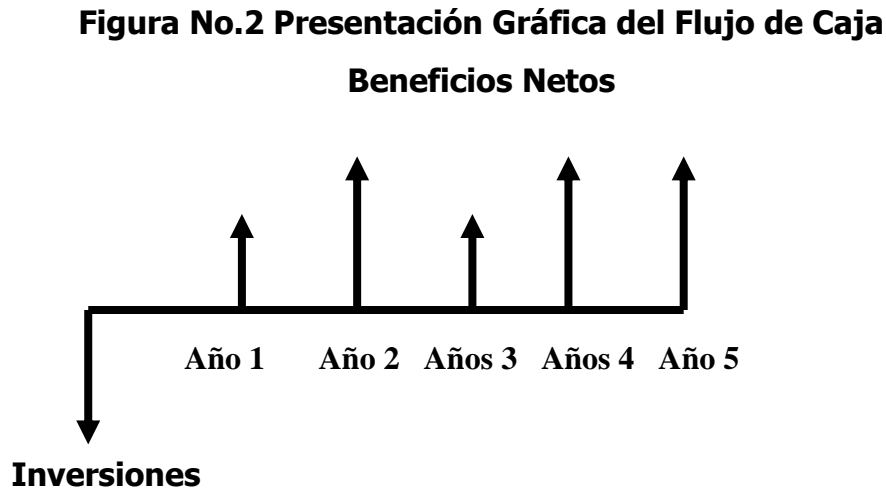 Figura No.2 Presentación Gráfica del Flujo de Caja
Beneficios Netos
Año 1 Año 2 Años 3 Años 4 Año 5
Inversiones